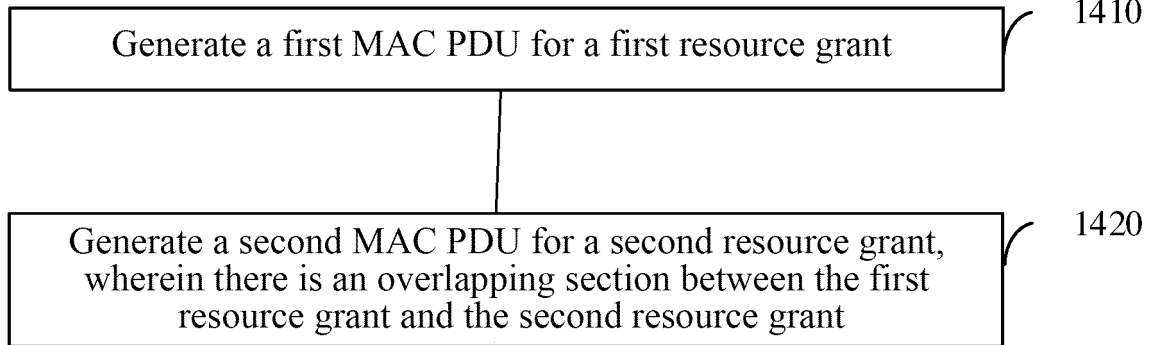 1410
Generate a first MAC PDU for a first resource grant
1420
Generate a second MAC PDU for a second resource grant,
wherein there is an overlapping section between the first
resource grant and the second resource grant